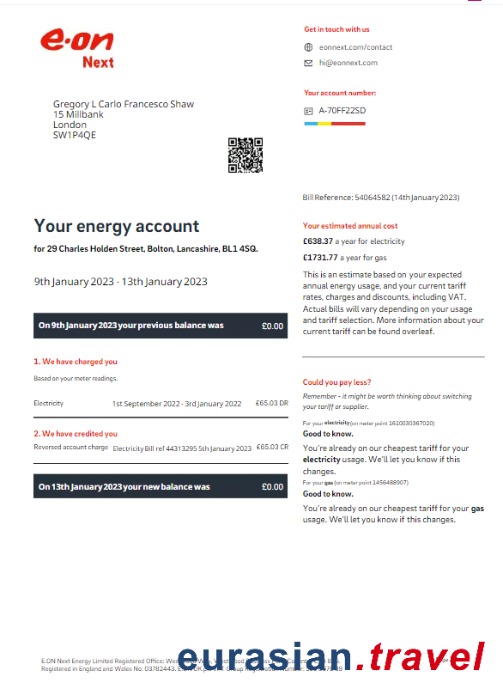 e·on
Next
Get in touch with us
eonnext.com/contact
hi@eonnext.com
Your account number:
A-70FF22SD
Gregory L Carlo Francesco Shaw
15 Millbank
London
SW1P4QE
Bill Reference: 54064582 (14thJanuary2023)
Your energy account
for 29 Charles Holden Street, Bolton, Lancashire, BL1 4SQ.
9th January 2023 - 13th January 2023
On 9th January 2023 your previous balance was £0.00
1. We have charged you
Based on your meter readings.
Electricity 1st September 2022 - 3rd January 2022 £65.03 DR
2. We have credited you
Reversed account charge Electricity Bill ref 44313295 5th January 2023 £65.03 CR
On 13th January 2023 your new balance was £0.00
Your estimated annual cost
£638.37 a year for electricity
£1731.77 a year for gas
This is an estimate based on your expected
annual energy usage, and your current tariff
rates, charges and discounts, including VAT.
Actual bills will vary depending on your usage
and tariff selection. More information about your
current tariff can be found overleaf.
Could you pay less?
Remember - it might be worth thinking about switching
your tariff or supplier.
For your electricity (on meter point 1610030367020)
Good to know.
You're already on our cheapest tariff for your
electricity usage. We'll let you know if this
changes.
For your gas (on meter point 1456488907)
Good to know.
You're already on our cheapest tariff for your gas
usage. We'll let you know if this changes.
E.ON Next Energy Limited Registered Office:
Registered in England and Wales No: 03782443.
eurasian.travel